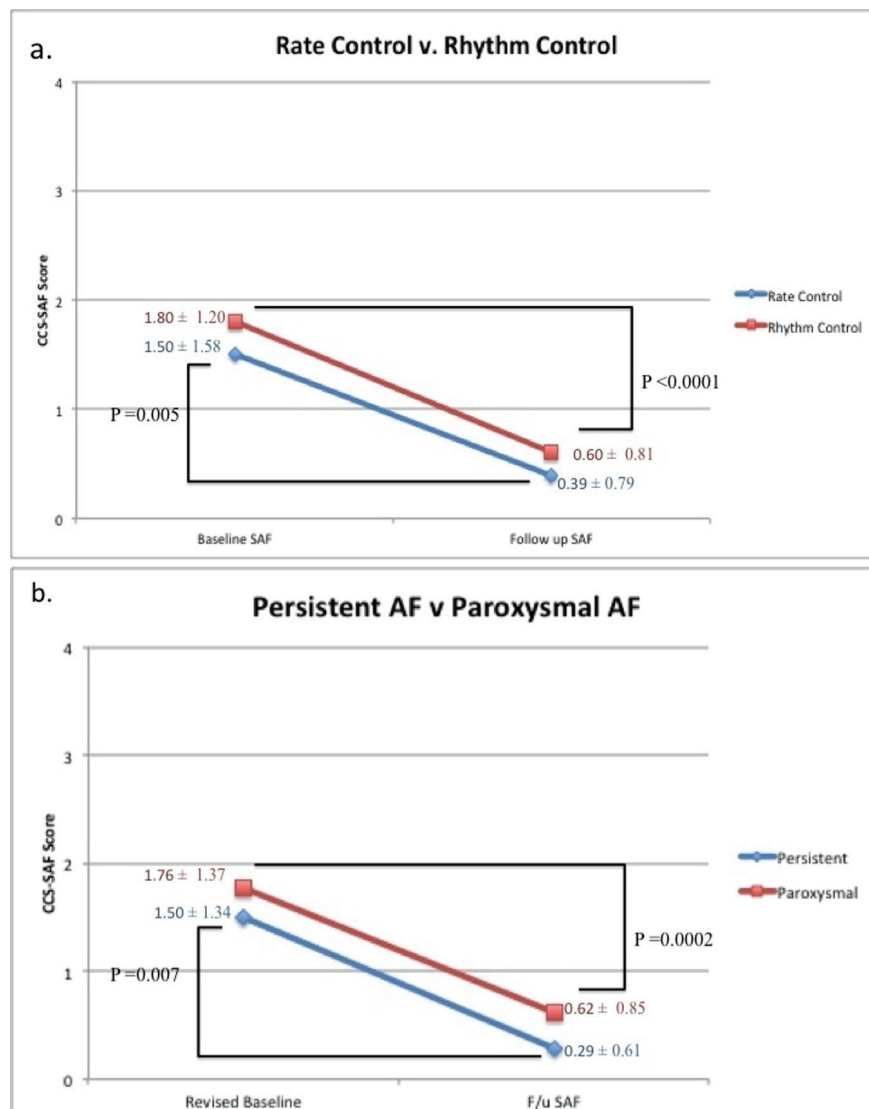 a.
Rate Control v. Rhythm Control
4
3
2
1
0
CCS-SAF Score
1.80 ± 1.20
1.50 ± 1.58
P =0.005
P <0.0001
0.60 ± 0.81
0.39 ± 0.79
Baseline SAF
Follow up SAF
Rate Control
Rhythm Control
b.
Persistent AF v Paroxysmal AF
4
3
2
1
0
CCS-SAF Score
1.76 ± 1.37
1.50 ± 1.34
P =0.007
P =0.0002
0.62 ± 0.85
0.29 ± 0.61
Revised Baseline
F/u SAF
Persistent
Paroxysmal